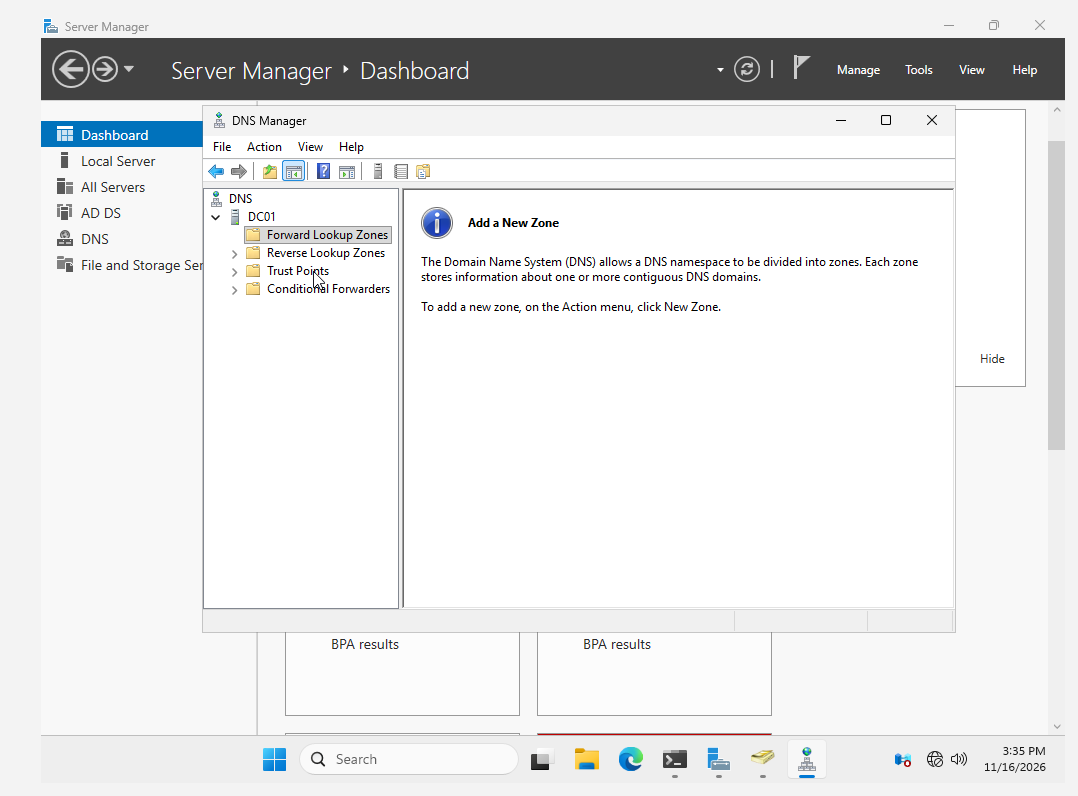 Server Manager
Server Manager • Dashboard
Manage
Tools
View
Help
Dashboard
Local Server
All Servers
AD DS
DNS
File and Storage Ser
DNS Manager
File
Action
View
Help
DNS
DC01
Forward Lookup Zones
Reverse Lookup Zones
Trust Points
Conditional Forwarders
Add a New Zone
The Domain Name System (DNS) allows a DNS namespace to be divided into zones. Each zone
stores information about one or more contiguous DNS domains.
To add a new zone, on the Action menu, click New Zone.
Hide
BPA results
BPA results
Search
3:35 PM
11/16/2026